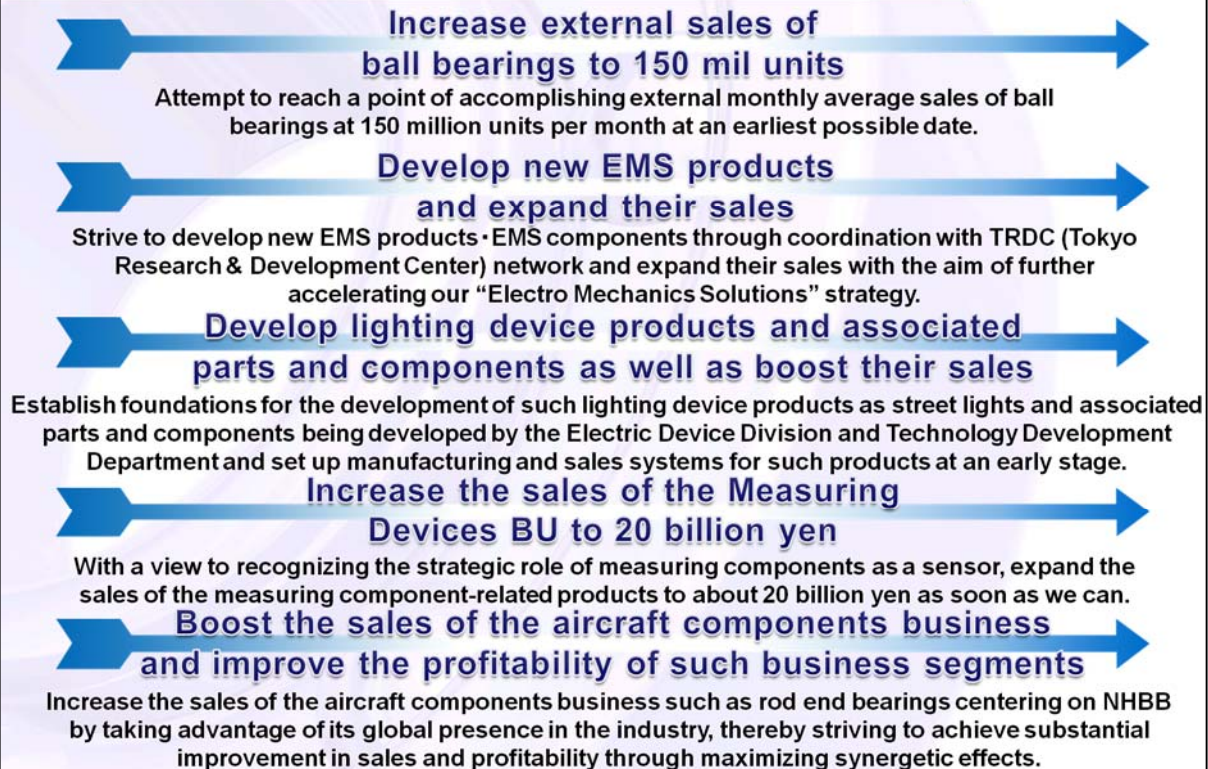 Increase external sales of
ball bearings to 150 mil units
Attempt to reach a point of accomplishing external monthly average sales of ball
bearings at 150 million units per month at an earliest possible date.
Develop new EMS products
and expand their sales
Strive to develop new EMS products・EMS components through coordination with TRDC (Tokyo
Research & Development Center) network and expand their sales with the aim of further
accelerating our “Electro Mechanics Solutions” strategy.
Develop lighting device products and associated
parts and components as well as boost their sales
Establish foundations for the development of such lighting device products as street lights and associated
parts and components being developed by the Electric Device Division and Technology Development
Department and set up manufacturing and sales systems for such products at an early stage.
Increase the sales of the Measuring
Devices BU to 20 billion yen
With a view to recognizing the strategic role of measuring components as a sensor, expand the
sales of the measuring component-related products to about 20 billion yen as soon as we can.
Boost the sales of the aircraft components business
and improve the profitability of such business segments
Increase the sales of the aircraft components business such as rod end bearings centering on NHBB
by taking advantage of its global presence in the industry, thereby striving to achieve substantial
improvement in sales and profitability through maximizing synergetic effects.